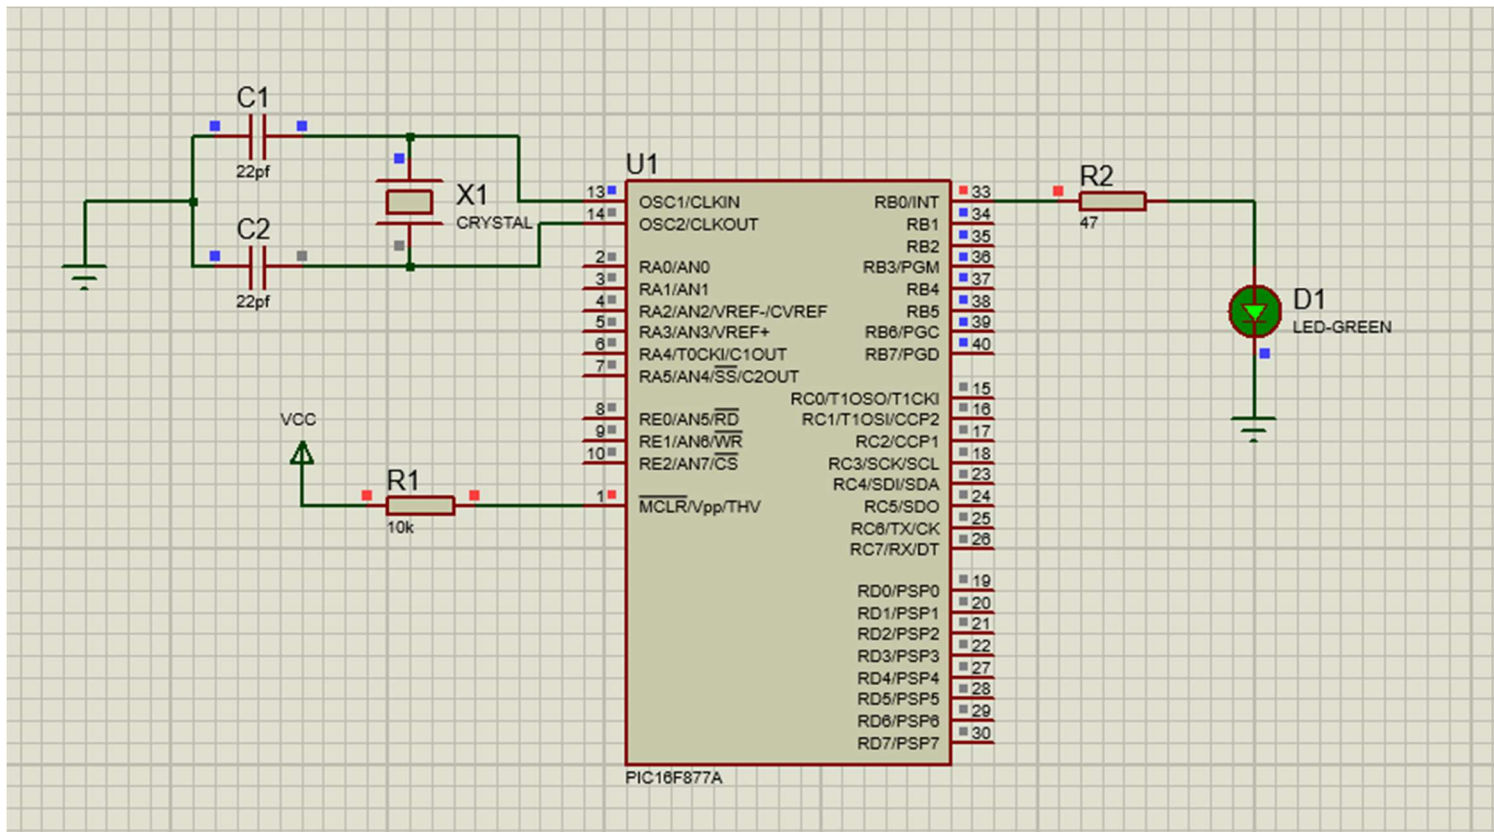 C1
22pf
C2
22pf
X1
CRYSTAL
VCC
R1
10k
U1
13 OSC1/CLKIN
14 OSC2/CLKOUT
2 RA0/AN0
3 RA1/AN1
4 RA2/AN2/VREF-/CVREF
5 RA3/AN3/VREF+
6 RA4/T0CKI/C1OUT
7 RA5/AN4/SS/C2OUT
8 RE0/AN5/RD
9 RE1/AN6/WR
10 RE2/AN7/CS
1 MCLR/Vpp/THV
RB0/INT 33
RB1 34
RB2 35
RB3/PGM 36
RB4 37
RB5 38
RB6/PGC 39
RB7/PGD 40
RC0/T1OSO/T1CKI 15
RC1/T1OSI/CCP2 16
RC2/CCP1 17
RC3/SCK/SCL 18
RC4/SDI/SDA 23
RC5/SDO 24
RC6/TX/CK 25
RC7/RX/DT 26
RD0/PSP0 19
RD1/PSP1 20
RD2/PSP2 21
RD3/PSP3 22
RD4/PSP4 27
RD5/PSP5 28
RD6/PSP6 29
RD7/PSP7 30
PIC16F877A
R2
47
D1
LED-GREEN